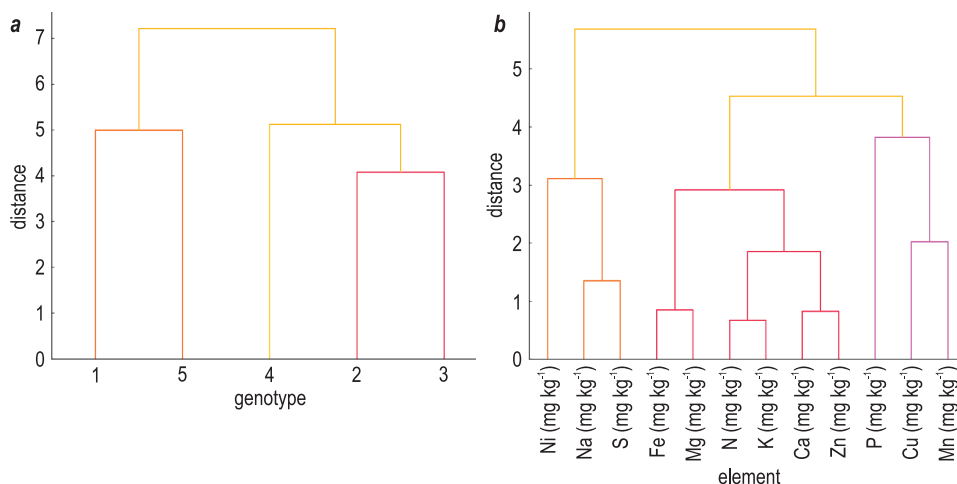 a
7
6
5
4
3
2
1
0
distance
1 5 4 2 3
genotype
b
5
4
3
2
1
0
distance
Ni (mg kg⁻¹)
Na (mg kg⁻¹)
S (mg kg⁻¹)
Fe (mg kg⁻¹)
Mg (mg kg⁻¹)
N (mg kg⁻¹)
K (mg kg⁻¹)
Ca (mg kg⁻¹)
Zn (mg kg⁻¹)
P (mg kg⁻¹)
Cu (mg kg⁻¹)
Mn (mg kg⁻¹)
element